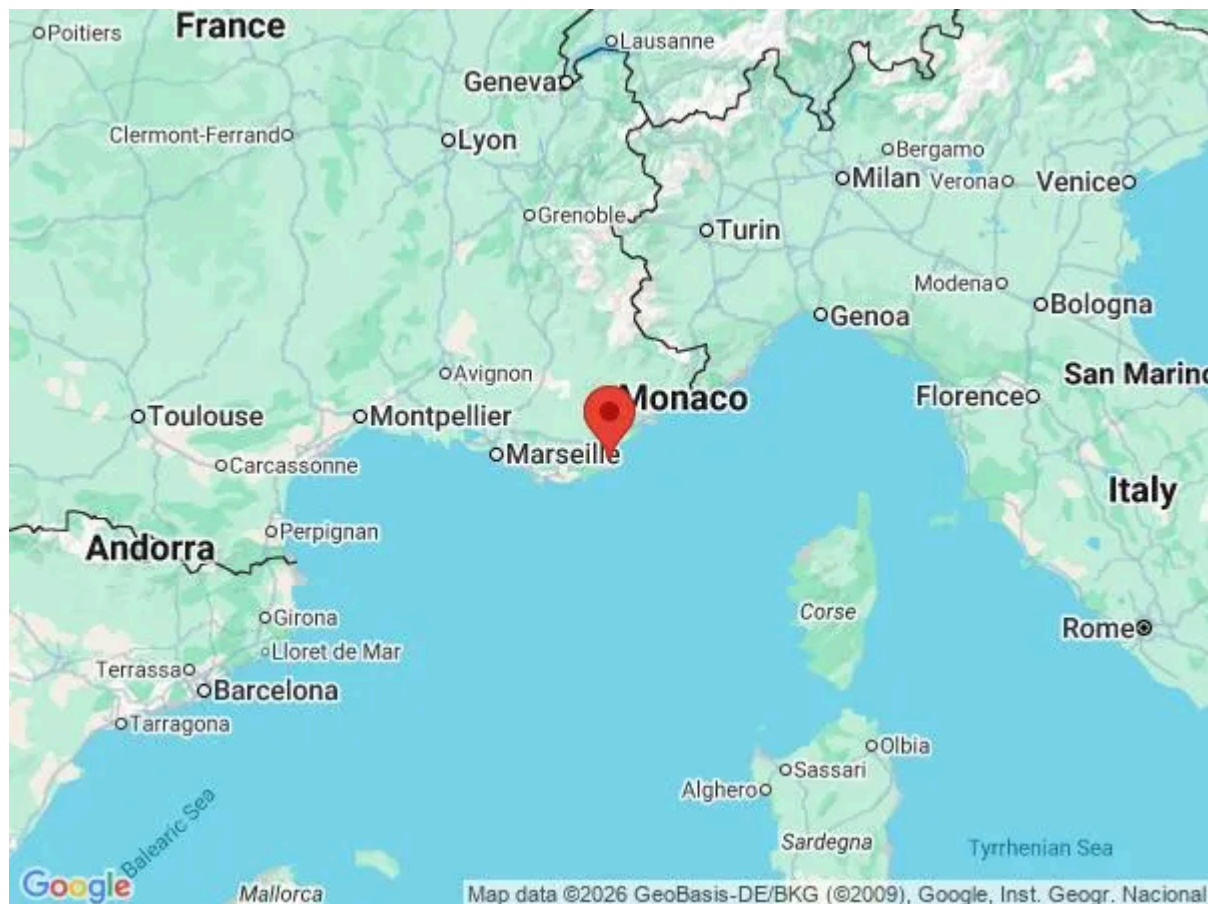 Poitiers
France
Lausanne
Geneva
Clermont-Ferrand
Lyon
Bergamo
Milan
Verona
Venice
Grenoble
Turin
Modena
Bologna
Genoa
Avignon
San Marino
Monaco
Florence
Toulouse
Montpellier
Marseille
Carcassonne
Italy
Perpignan
Andorra
Corse
Girona
Rome
Lloret de Mar
Terrassa
Barcelona
Tarragona
Olbia
Sassari
Alghero
Balearic Sea
Sardegna
Tyrrhenian Sea
Google
Mallorca
Map data ©2026 GeoBasis-DE/BKG (©2009), Google, Inst. Geogr. Nacional